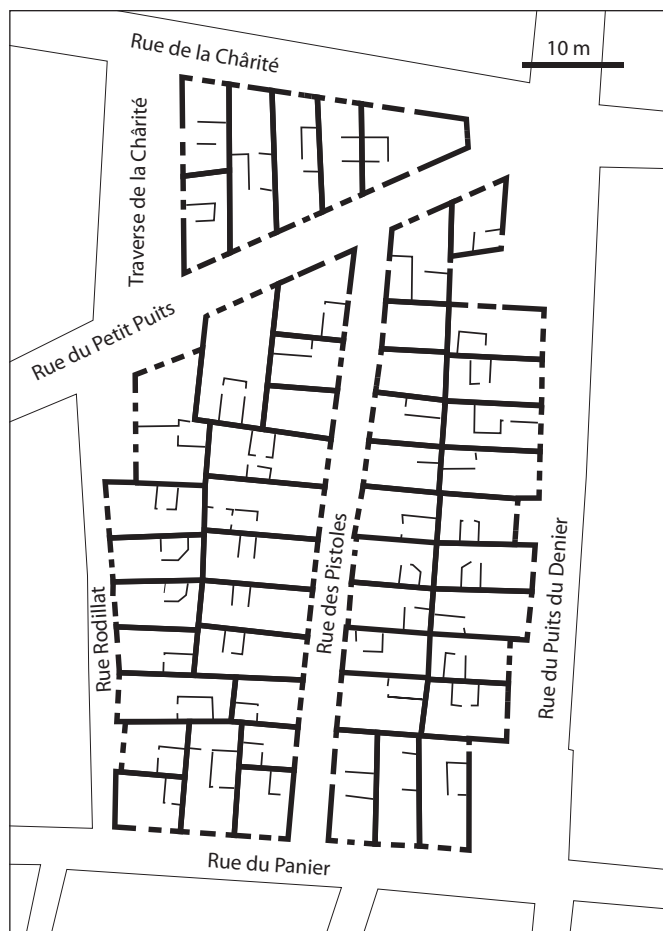 Rue de la Chârité
10 m
Traverse de la Chârité
Rue du Petit Puits
Rue des Pistoles
Rue du Puits du Denier
Rue Rodillat
Rue du Panier